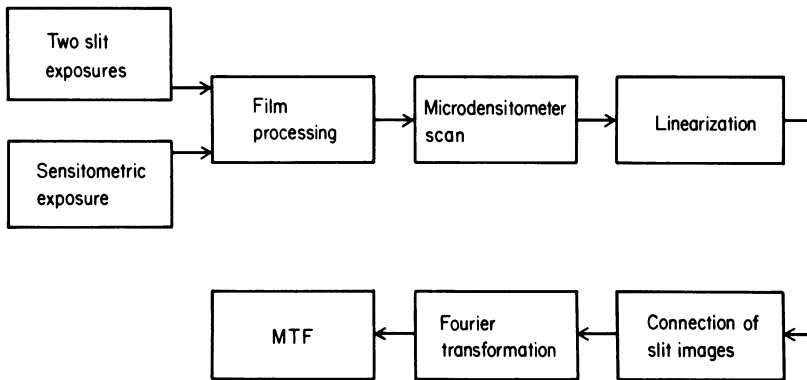 Two slit
exposures
Sensitometric
exposure
Film
processing
Microdensitometer
scan
Linearization
Connection of
slit images
Fourier
transformation
MTF